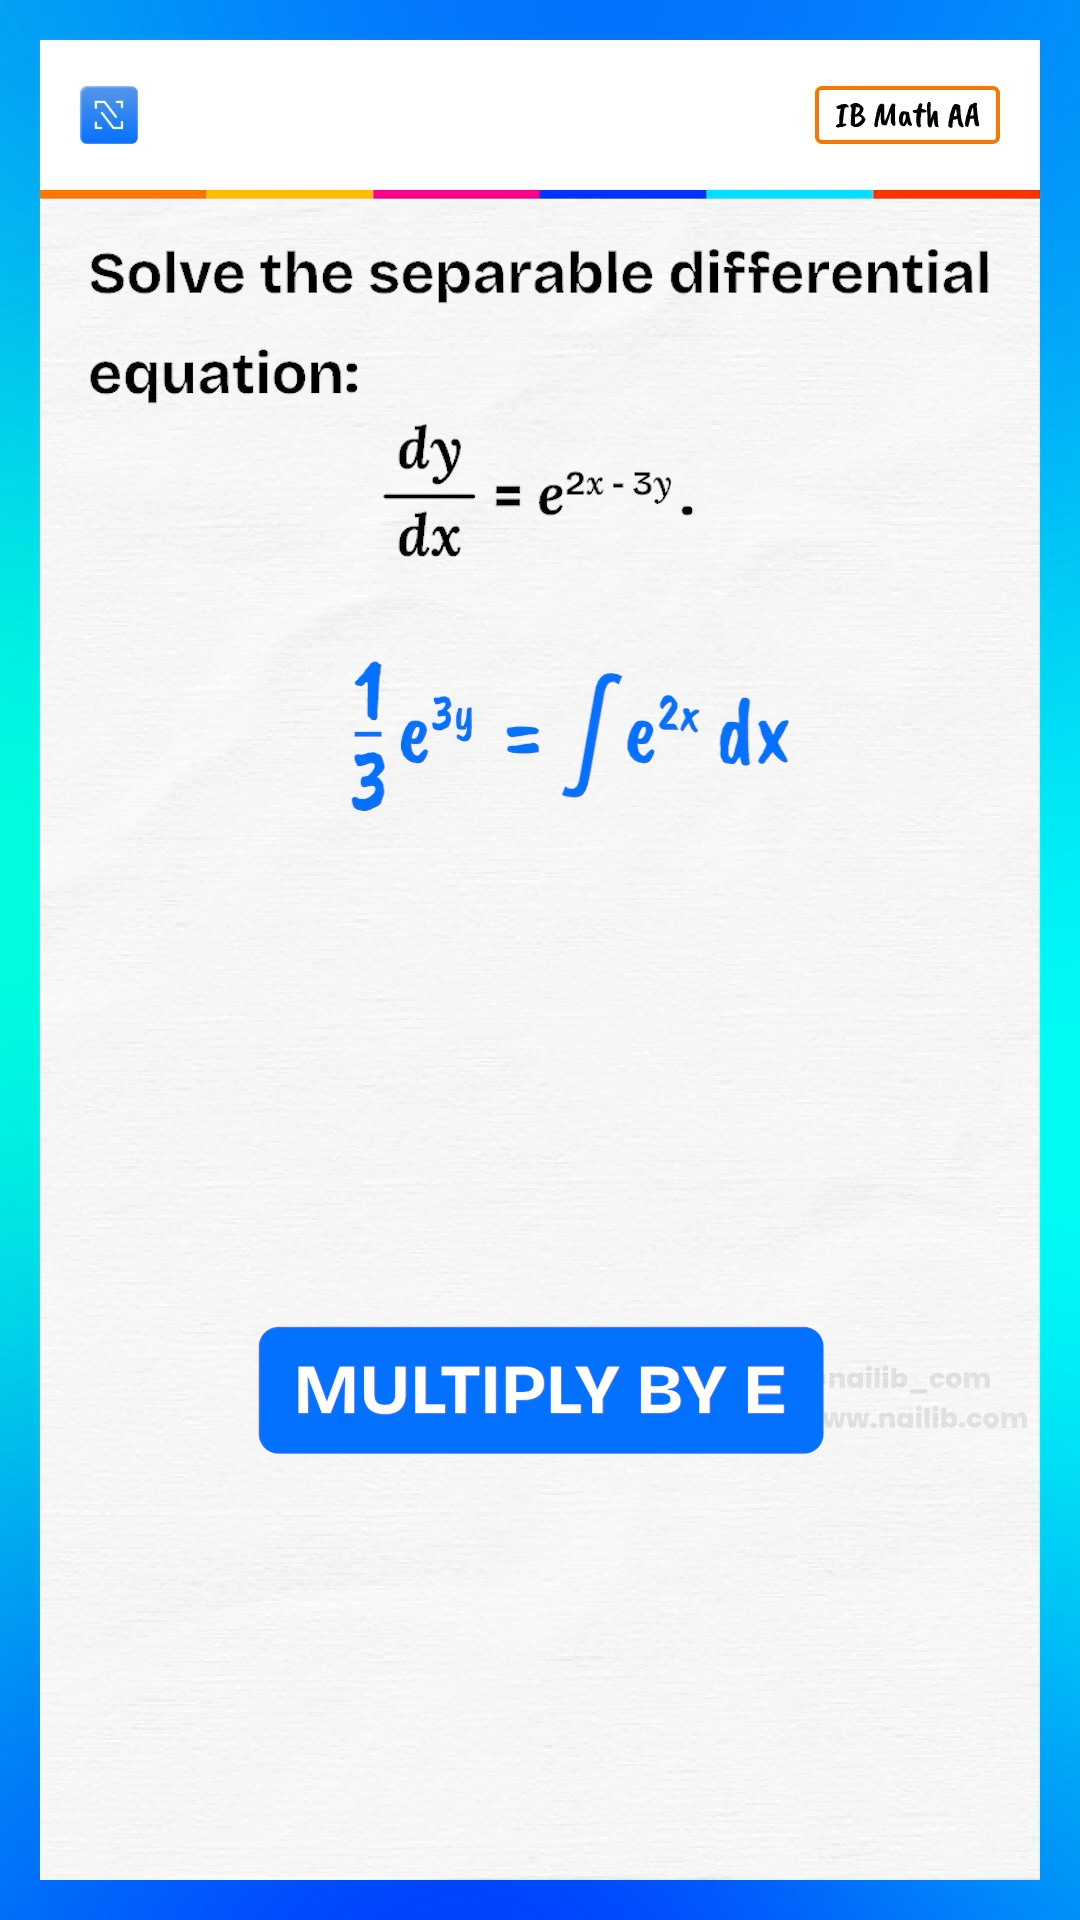 IB Math AA
Solve the separable differential
equation:
dy/dx = e^{2x - 3y}.
1/3 e^{3y} = ∫ e^{2x} dx
MULTIPLY BY E
nailib_com
ww.nailib.com